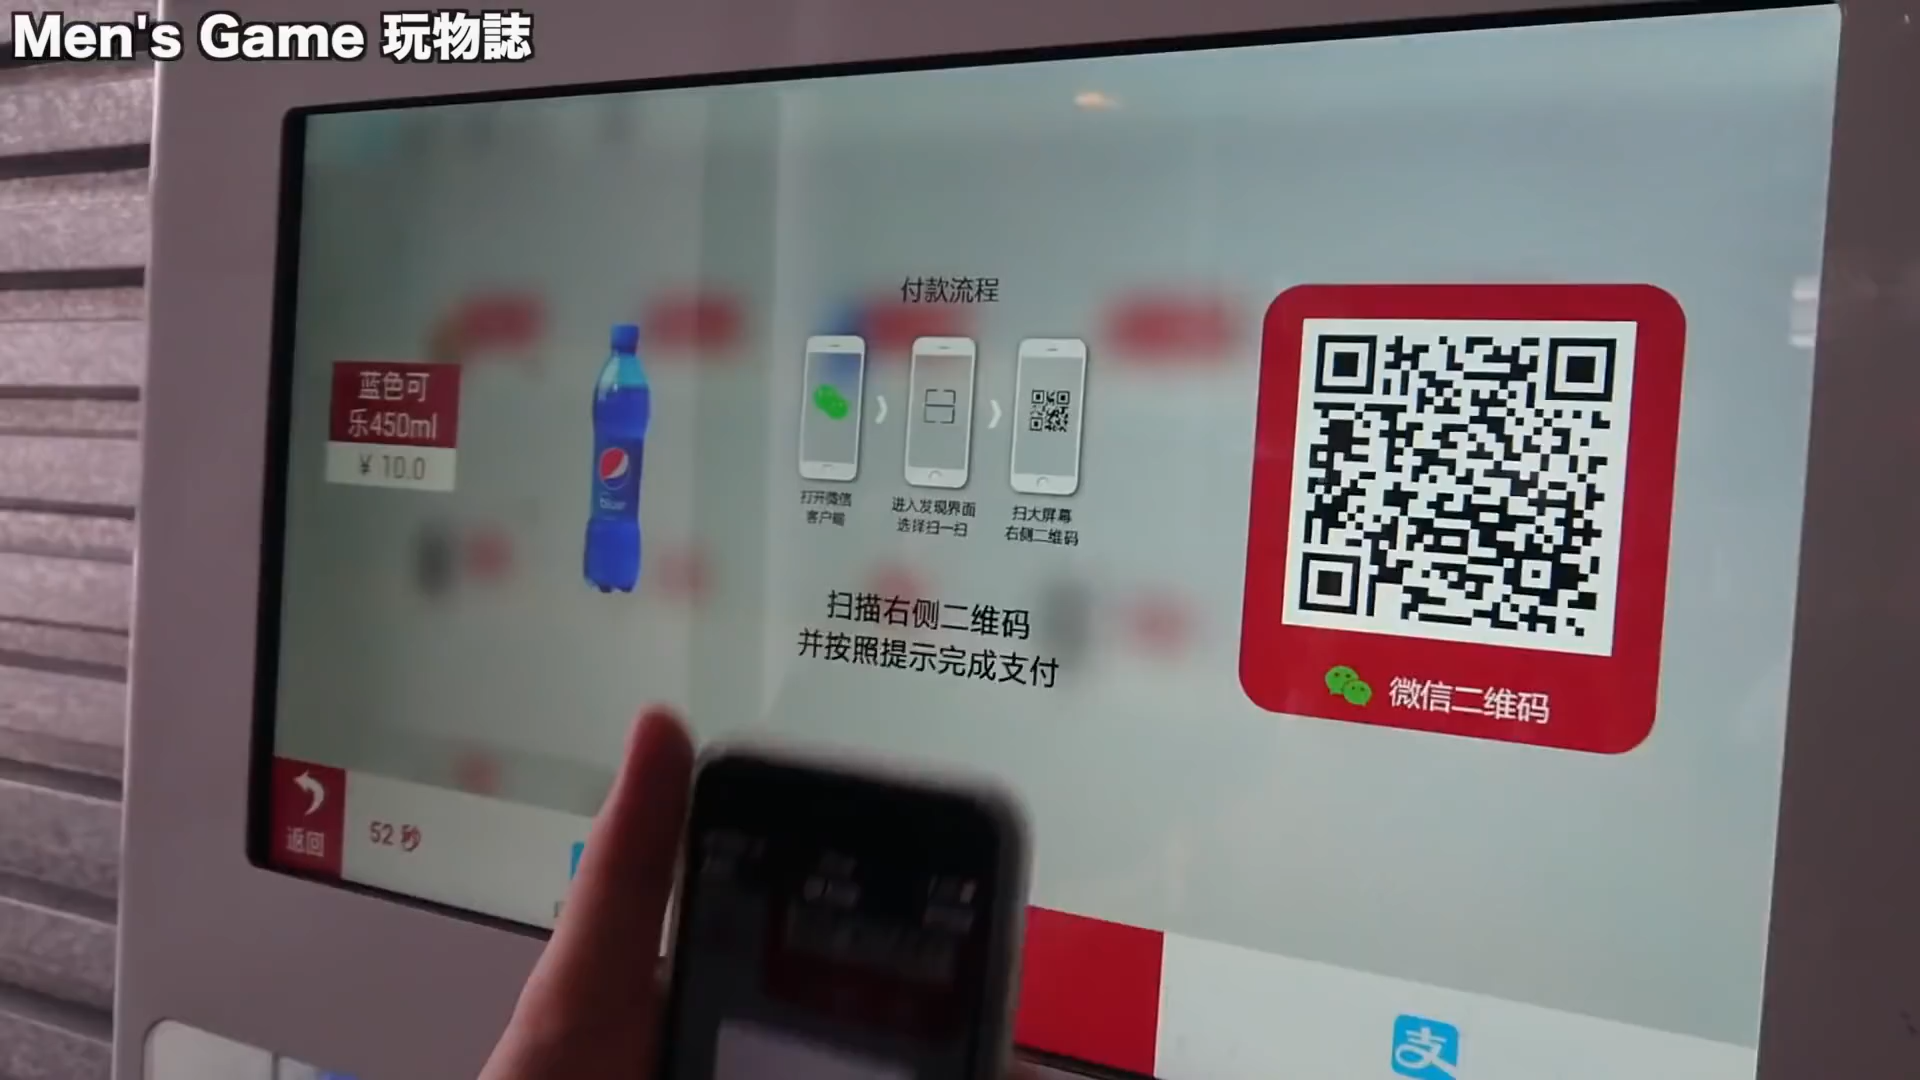 Men's Game 玩物誌
付款流程
蓝色可
乐450ml
¥ 10.0
打开微信
客户端
进入发现界面
选择扫一扫
扫大屏幕
右侧二维码
扫描右侧二维码
并按照提示完成支付
微信二维码
返回
52 秒
支